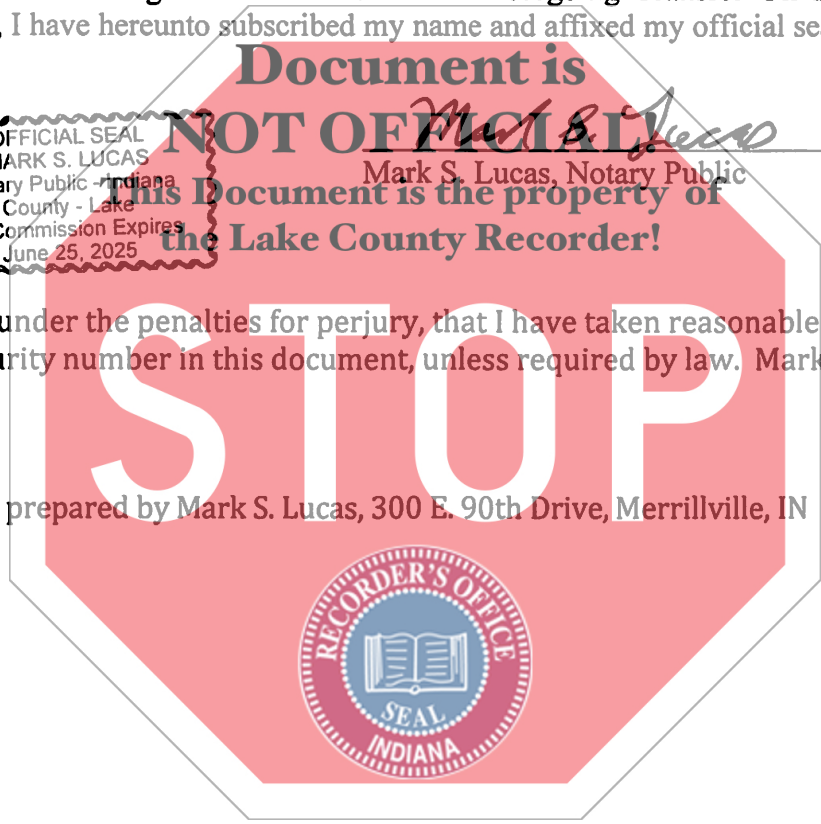 I have hereunto subscribed my name and affixed my official
Document is
NOT OFFICIAL!
This Document is the property of
the Lake County Recorder!
OFFICIAL SEAL
MARK S. LUCAS
ary Public - Indiana
County - Lake
Commission Expires
June 25, 2025
Mark S. Lucas
Mark S. Lucas, Notary Public
under the penalties for perjury, that I have taken reasonable
urity number in this document, unless required by law. Mark
STOP
prepared by Mark S. Lucas, 300 E. 90th Drive, Merrillville, IN
RECORDER'S OFFICE
SEAL
INDIANA